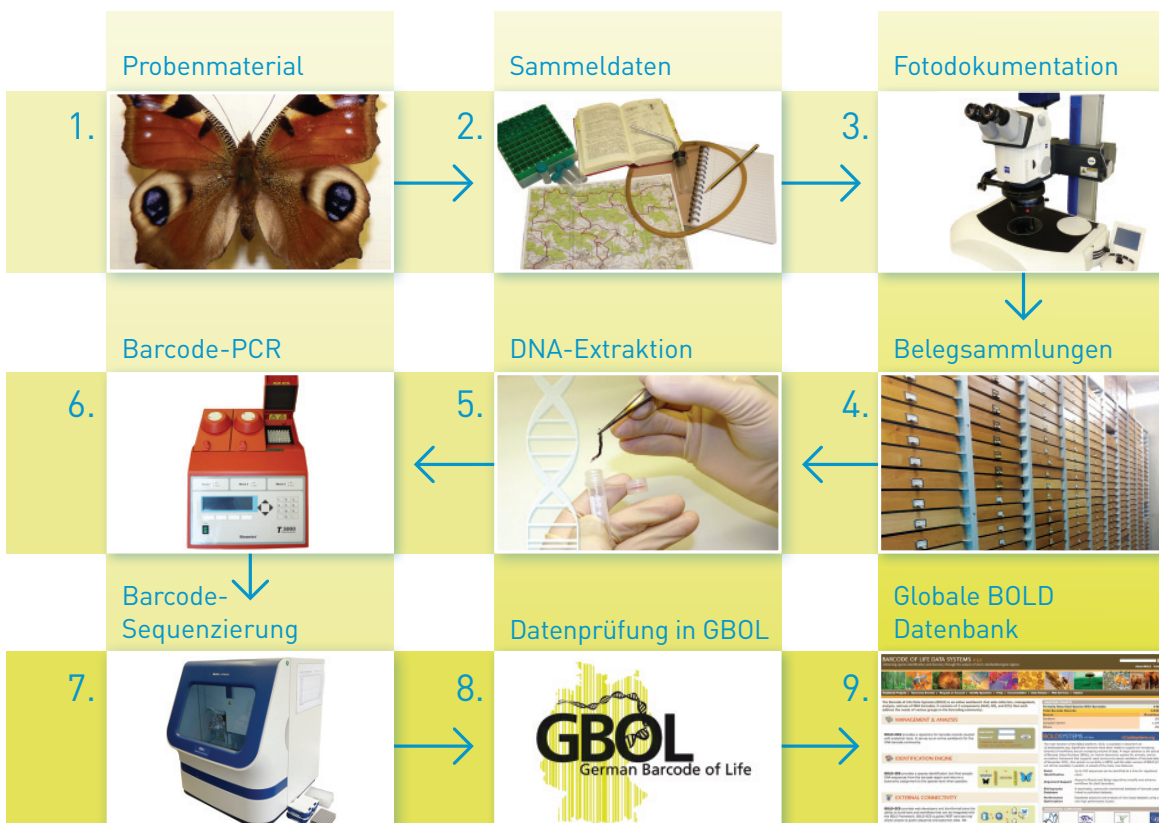 Probenmaterial
Sammeldaten
Fotodokumentation
1.
2.
3.
Barcode-PCR
DNA-Extraktion
Belegsammlungen
6.
5.
4.
T 3000
Biometra
Barcode-
Sequenzierung
Datenprüfung in GBOL
Globale BOLD
Datenbank
7.
8.
9.
GBOL
German Barcode of Life
BARCODE OF LIFE DATA SYSTEMS
MANAGEMENT & ANALYSIS
IDENTIFICATION ENGINE
EXTERNAL CONNECTIVITY
BOLDSYSTEMS